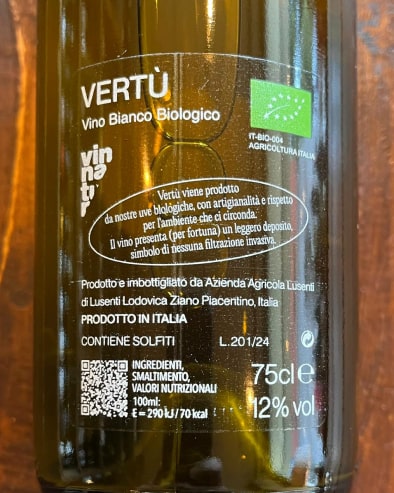 VERTÙ
Vino Bianco Biologico
IT-BIO-004
AGRICOLTURA ITALIA
vin
na
tur
Vertù viene prodotto
da nostre uve biologiche, con artigianalità e rispetto
per l'ambiente che ci circonda.
Il vino presenta (per fortuna) un leggero deposito,
simbolo di nessuna filtrazione invasiva.
Prodotto e imbottigliato da Azienda Agricola Lusenti
di Lusenti Lodovica Ziano Piacentino, Italia
PRODOTTO IN ITALIA
CONTIENE SOLFITI L.201/24
INGREDIENTI,
SMALTIMENTO,
VALORI NUTRIZIONALI
100ml:
E = 290 kJ / 70 kcal
75cl e
12% vol